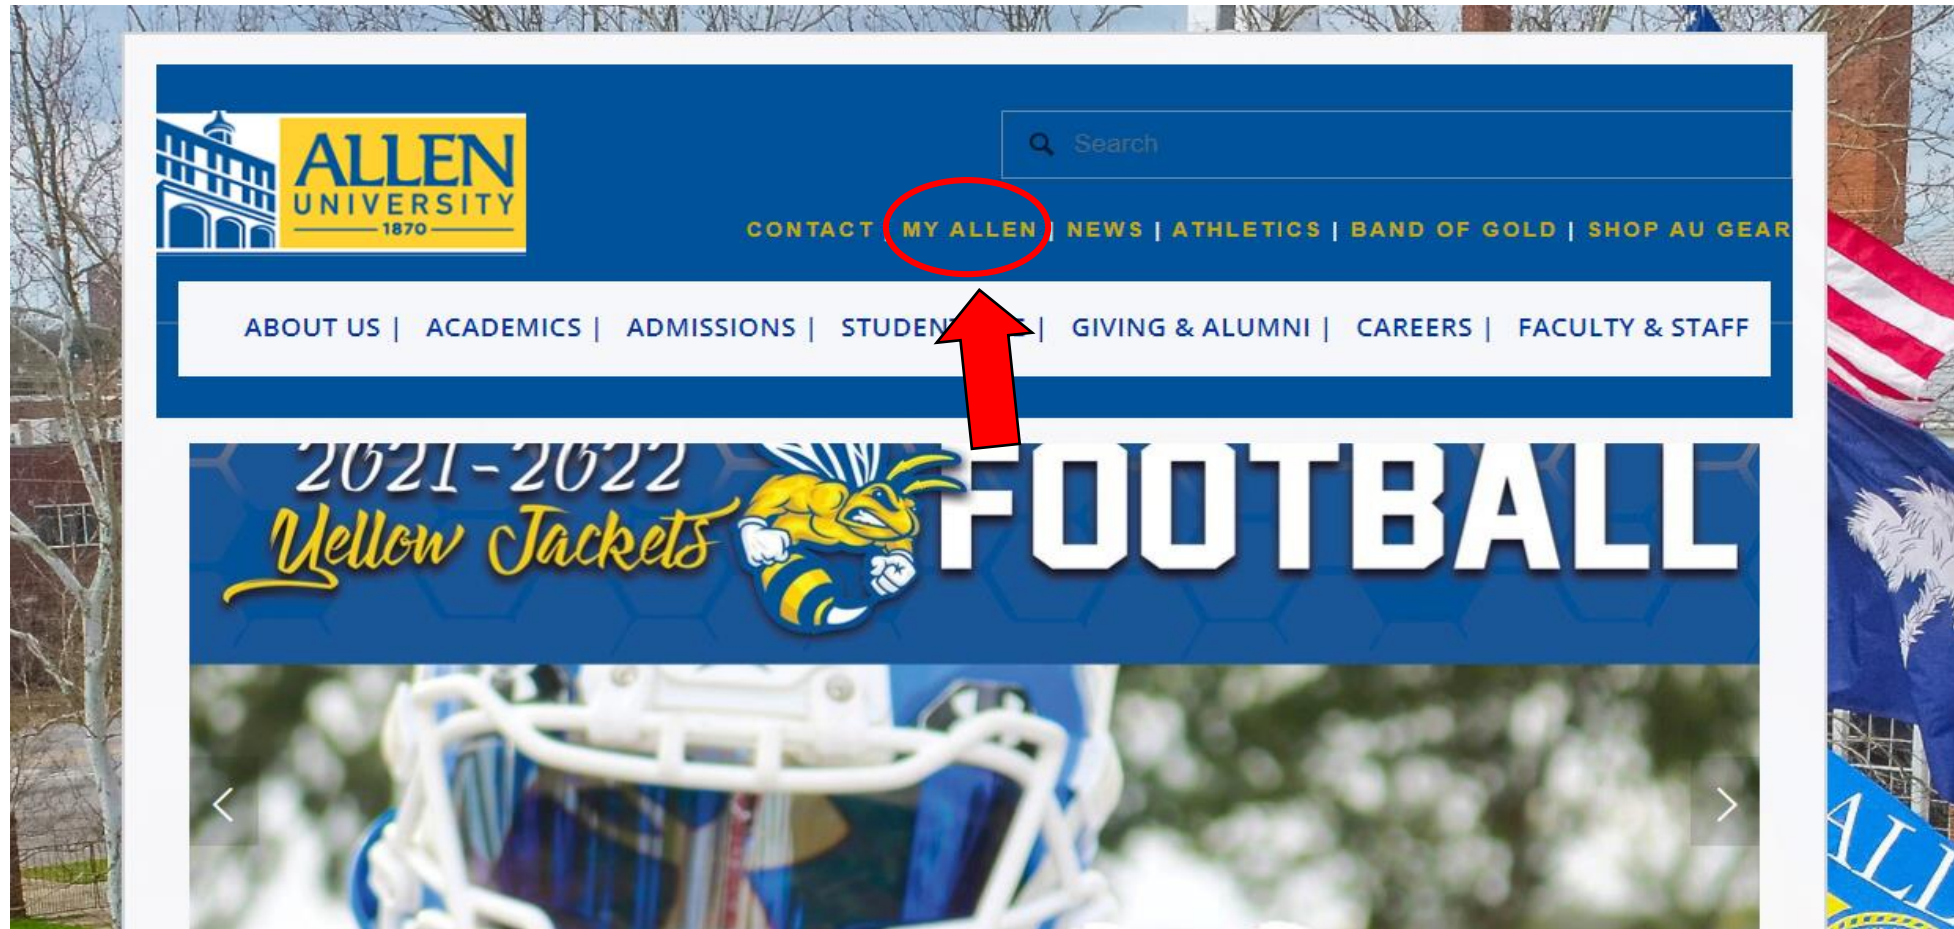 ALLEN
UNIVERSITY
1870
Search
CONTACT | MY ALLEN | NEWS | ATHLETICS | BAND OF GOLD | SHOP AU GEAR
ABOUT US | ACADEMICS | ADMISSIONS | STUDENT | GIVING & ALUMNI | CAREERS | FACULTY & STAFF
2021-2022
Yellow Jackets
FOOTBALL